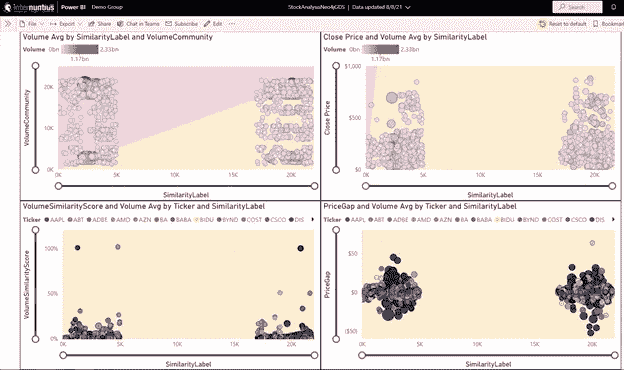 nuntius Power BI Demo Group StockAnalysisNeo4jGDS | Data updated 8/8/21 Search
File Export Share Chat in Teams Subscribe Edit Reset to default Bookmar
Volume Avg by SimilarityLabel and VolumeCommunity
Volume 0bn 2.33bn
1.17bn
VolumeCommunity
20K
10K
0K
0K 5K 10K 15K 20K
SimilarityLabel
Close Price and Volume Avg by SimilarityLabel
Volume 0bn 2.33bn
1.17bn
Close Price
$1,000
$500
$0
0K 5K 10K 15K 20K
SimilarityLabel
VolumeSimilarityScore and Volume Avg by Ticker and SimilarityLabel
Ticker AAPL ABT ADBE AMD AZN BA BABA BIDU BYND COST CSCO DIS
VolumeSimilarityScore
100%
50%
0%
0K 5K 10K 15K 20K
SimilarityLabel
PriceGap and Volume Avg by Ticker and SimilarityLabel
Ticker AAPL ABT ADBE AMD AZN BA BABA BIDU BYND COST CSCO DIS
PriceGap
$50
$0
($50)
0K 5K 10K 15K 20K
SimilarityLabel